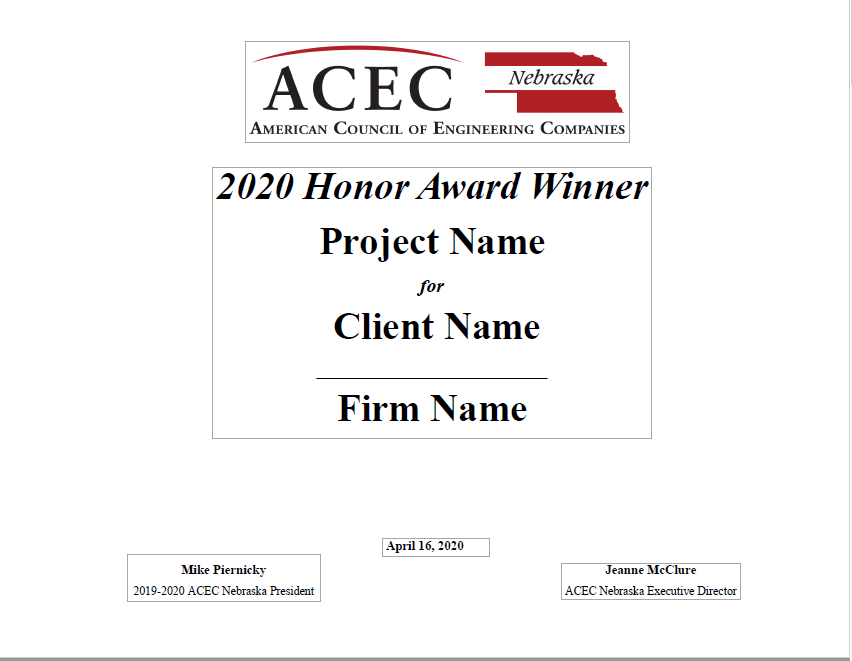 ACEC
Nebraska
AMERICAN COUNCIL OF ENGINEERING COMPANIES
2020 Honor Award Winner
Project Name
for
Client Name
Firm Name
April 16, 2020
Mike Piernicky
2019-2020 ACEC Nebraska President
Jeanne McClure
ACEC Nebraska Executive Director